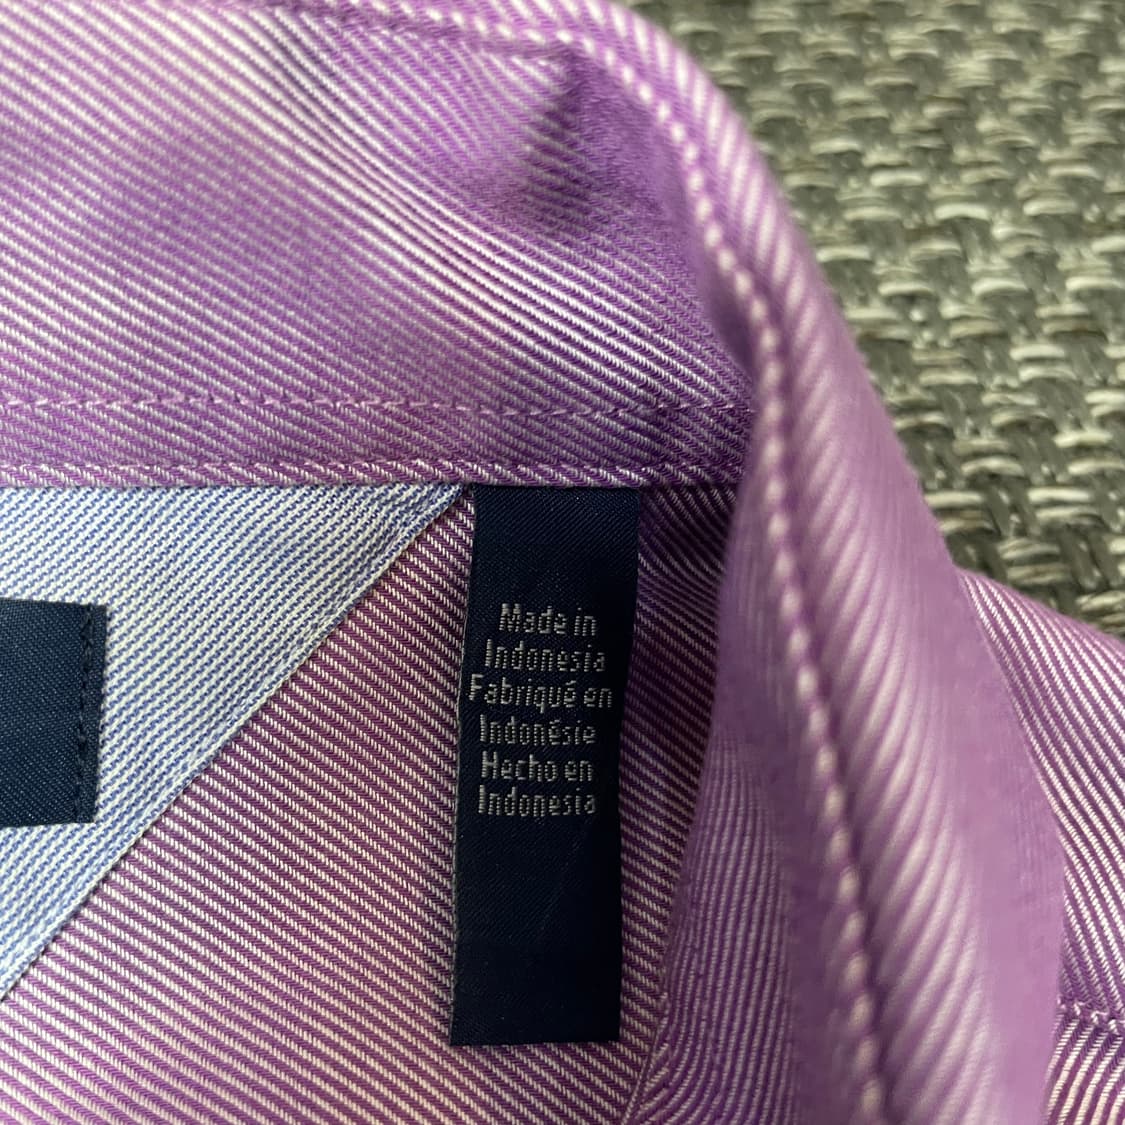 Made in
Indonesia
Fabriqué en
Indonésie
Hecho en
Indonesia